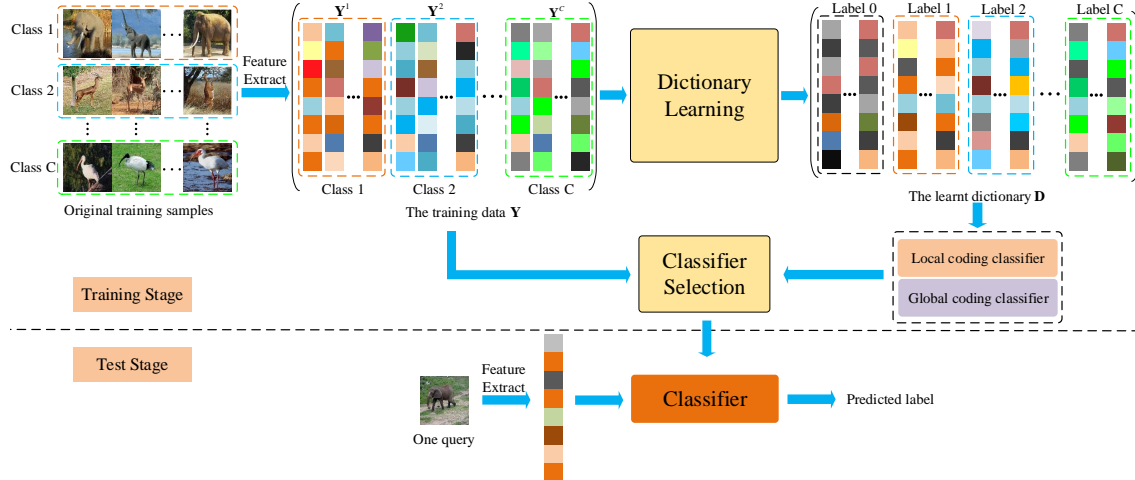 Class 1
Class 2
Class C
Original training samples
Feature
Extract
Y¹
Y²
Y^C
Class 1
Class 2
Class C
The training data Y
Dictionary
Learning
Label 0
Label 1
Label 2
Label C
The learnt dictionary D
Local coding classifier
Global coding classifier
Classifier
Selection
Training Stage
Test Stage
One query
Feature
Extract
Classifier
Predicted label